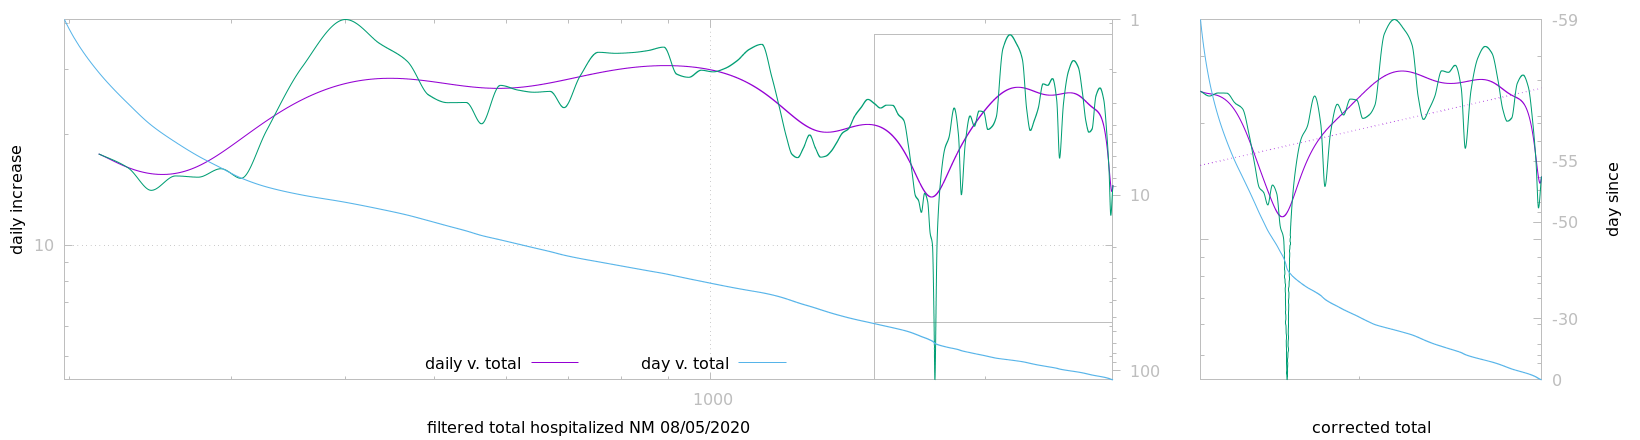 daily increase
10
1
10
100
daily v. total
day v. total
1000
filtered total hospitalized NM 08/05/2020
-59
-55
-50
-30
0
day since
corrected total